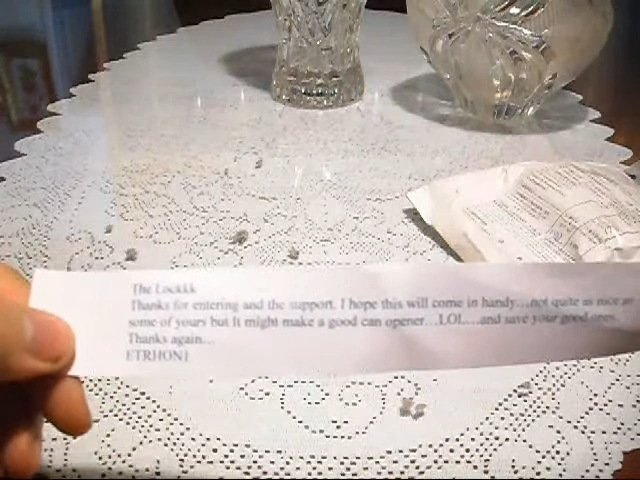 The Lockkk
Thanks for entering and the support. I hope this will come in handy...not quite as nice as
some of yours but It might make a good can opener...LOL...and save your good ones.
Thanks again...
ETRHON1